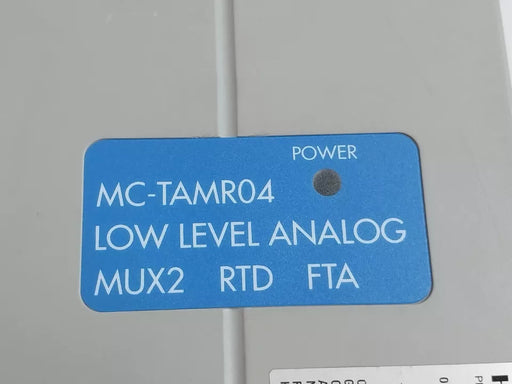 POWER
MC-TAMR04
LOW LEVEL ANALOG
MUX2 RTD FTA